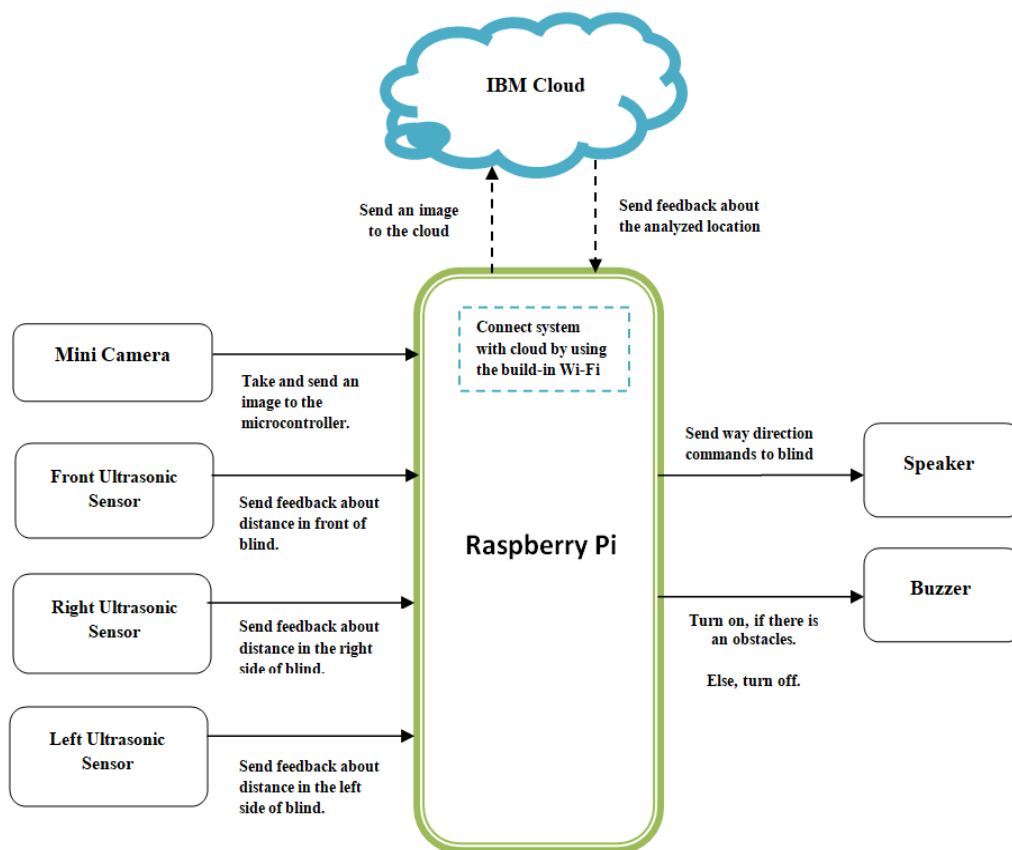 IBM Cloud
Send an image
to the cloud
Send feedback about
the analyzed location
Connect system
with cloud by using
the build-in Wi-Fi
Mini Camera
Take and send an
image to the
microcontroller.
Front Ultrasonic
Sensor
Send feedback about
distance in front of
blind.
Right Ultrasonic
Sensor
Send feedback about
distance in the right
side of blind.
Left Ultrasonic
Sensor
Send feedback about
distance in the left
side of blind.
Raspberry Pi
Send way direction
commands to blind
Speaker
Buzzer
Turn on, if there is
an obstacles.
Else, turn off.